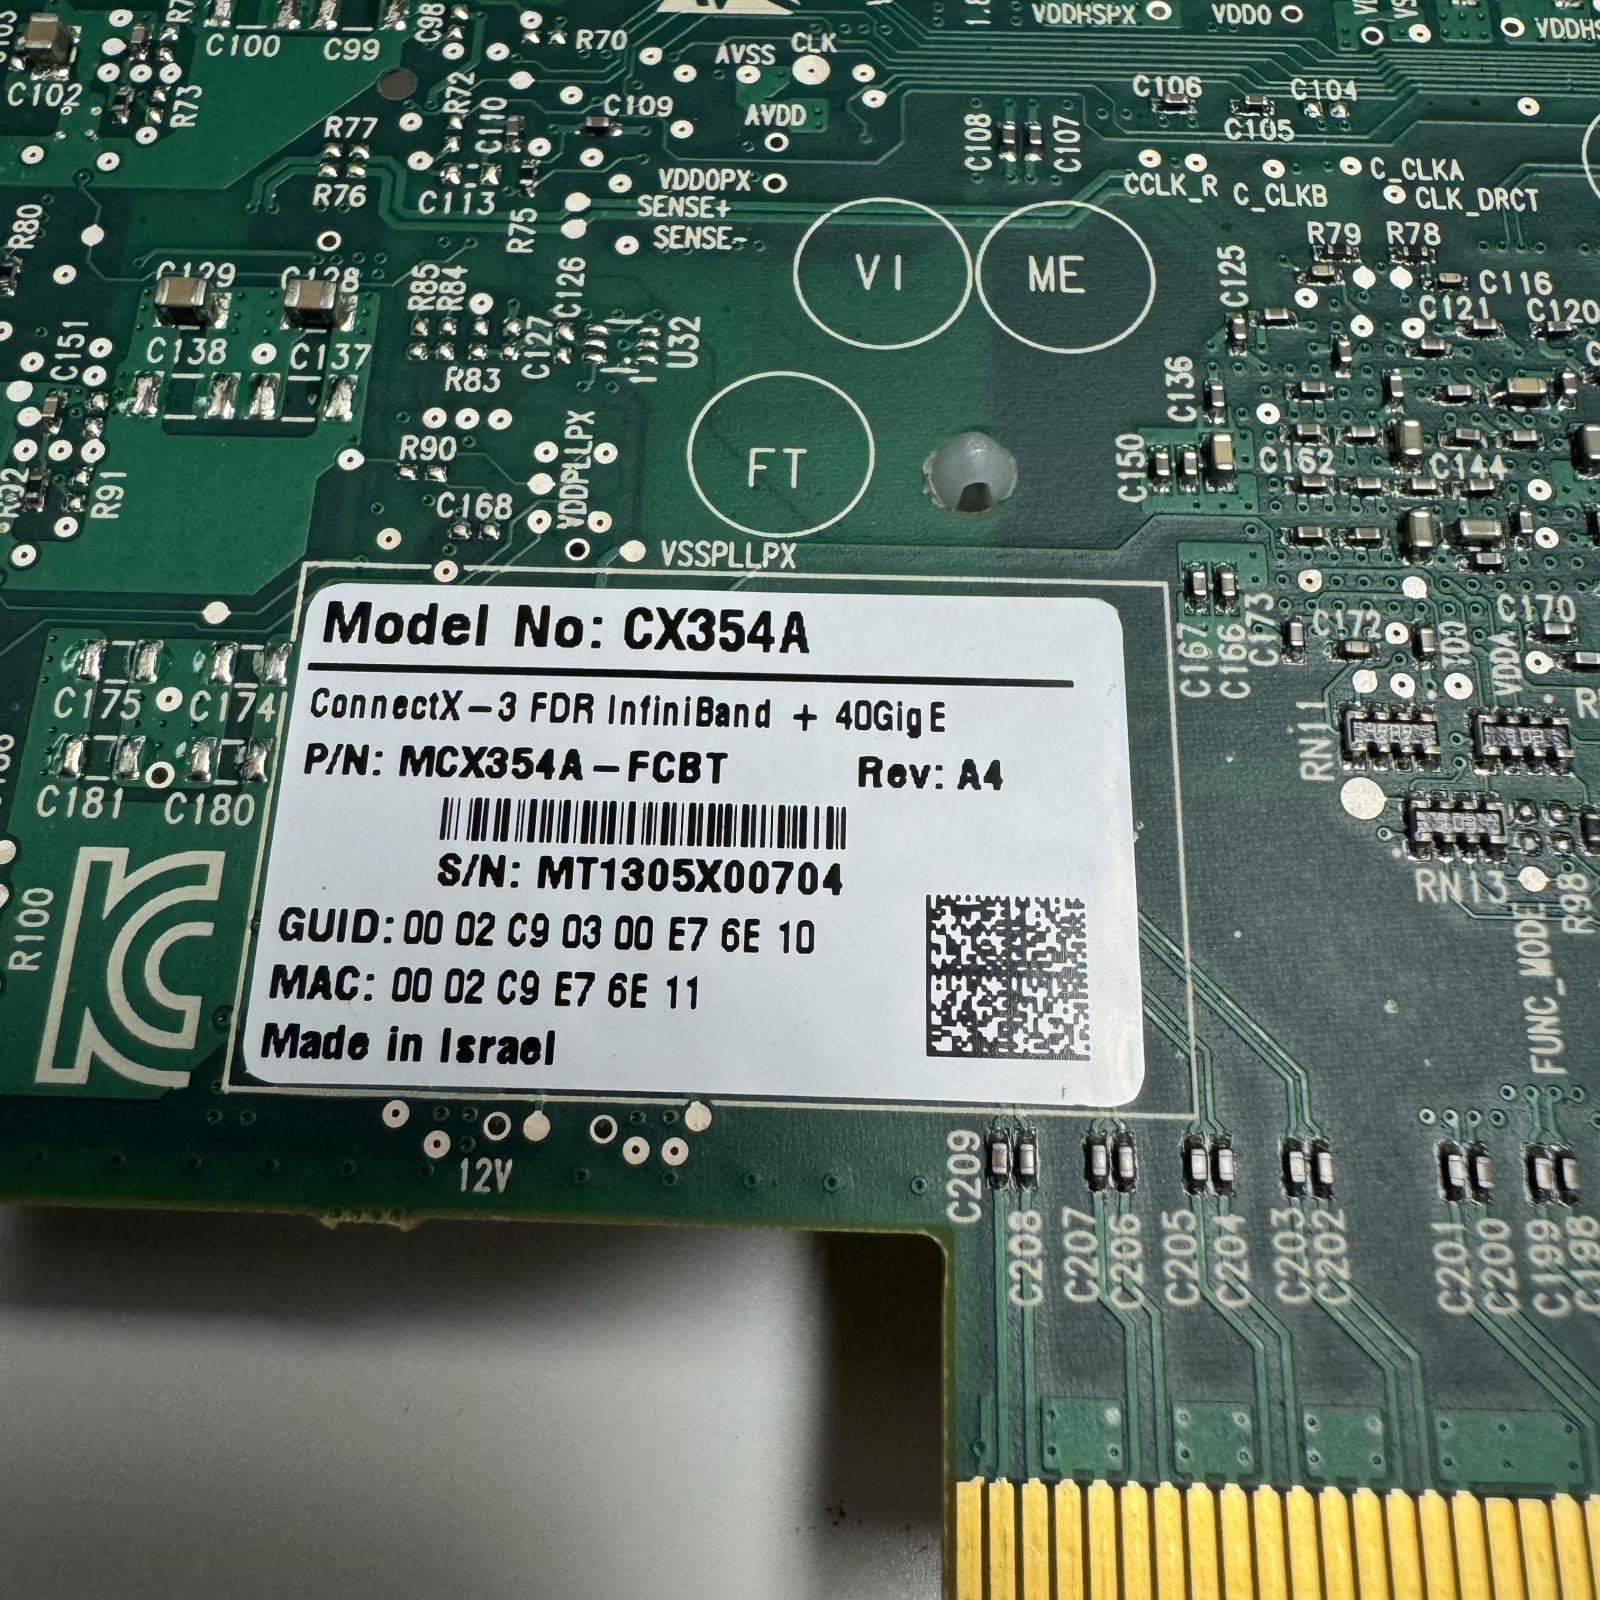 C100 C99 C98 R70 1.8 VDDHSPX VDDO
C102 R73 R72 C110 AVSS CLK
R77 C109 AVDD C108 C107 C106 C105 C104
R76 C113 R75 VDDOPX
SENSE+
SENSE-
CCLK_R C_CLKB C_CLKA
CLK_DRCT
R80 R79 R78
VI ME
C129 C128 R85 R84 C126 C125 C116
C151 C138 C137 C127 U32 C121 C120
R83 C136
FT
R90 VDDPLLPX C150 C162 C144
R91 C168
VSSPLLPX
Model No: CX354A
ConnectX-3 FDR InfiniBand + 40GigE
P/N: MCX354A-FCBT Rev: A4
S/N: MT1305X00704
GUID: 00 02 C9 03 00 E7 6E 10
MAC: 00 02 C9 E7 6E 11
Made in Israel
C167 C166 C173 C172 C170
C175 C174 VDDA
C181 C180 RN11
RN13 R98
R100 FUNC_MODE
12V
C209 C208 C207 C206 C205 C204 C203 C202 C201 C200 C199 C198